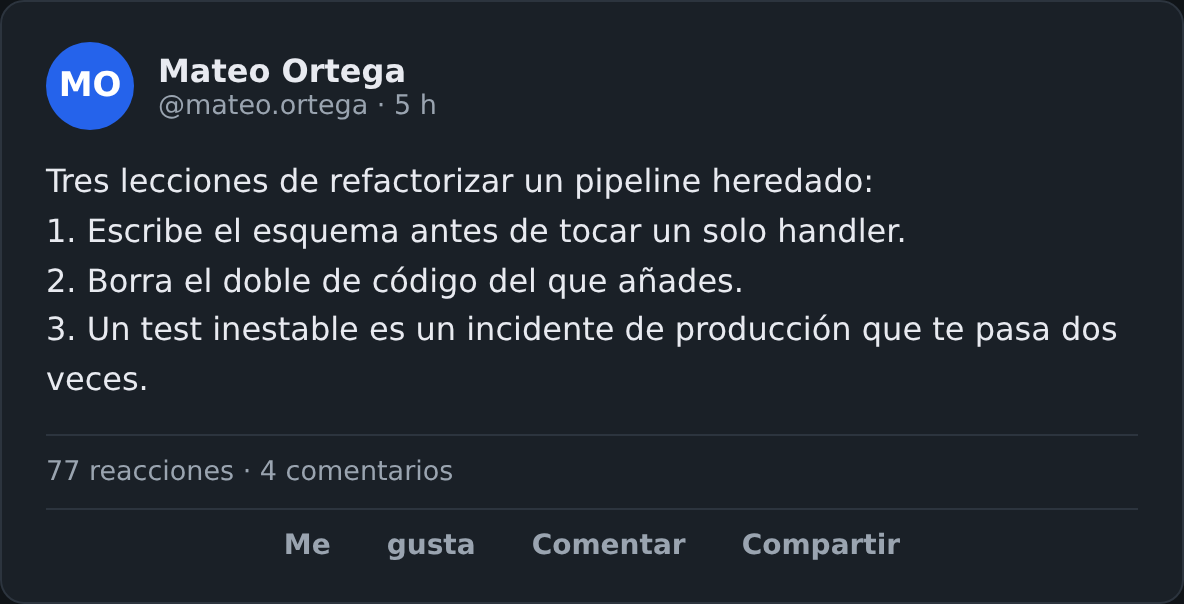 MO
Mateo Ortega
@mateo.ortega · 5 h
Tres lecciones de refactorizar un pipeline heredado:
1. Escribe el esquema antes de tocar un solo handler.
2. Borra el doble de código del que añades.
3. Un test inestable es un incidente de producción que te pasa dos
veces.
77 reacciones · 4 comentarios
Me gusta Comentar Compartir